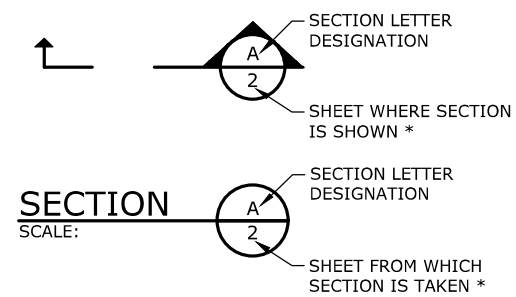 SECTION LETTER
DESIGNATION
A
2
SHEET WHERE SECTION
IS SHOWN *
SECTION LETTER
DESIGNATION
SECTION
A
SCALE:
2
SHEET FROM WHICH
SECTION IS TAKEN *